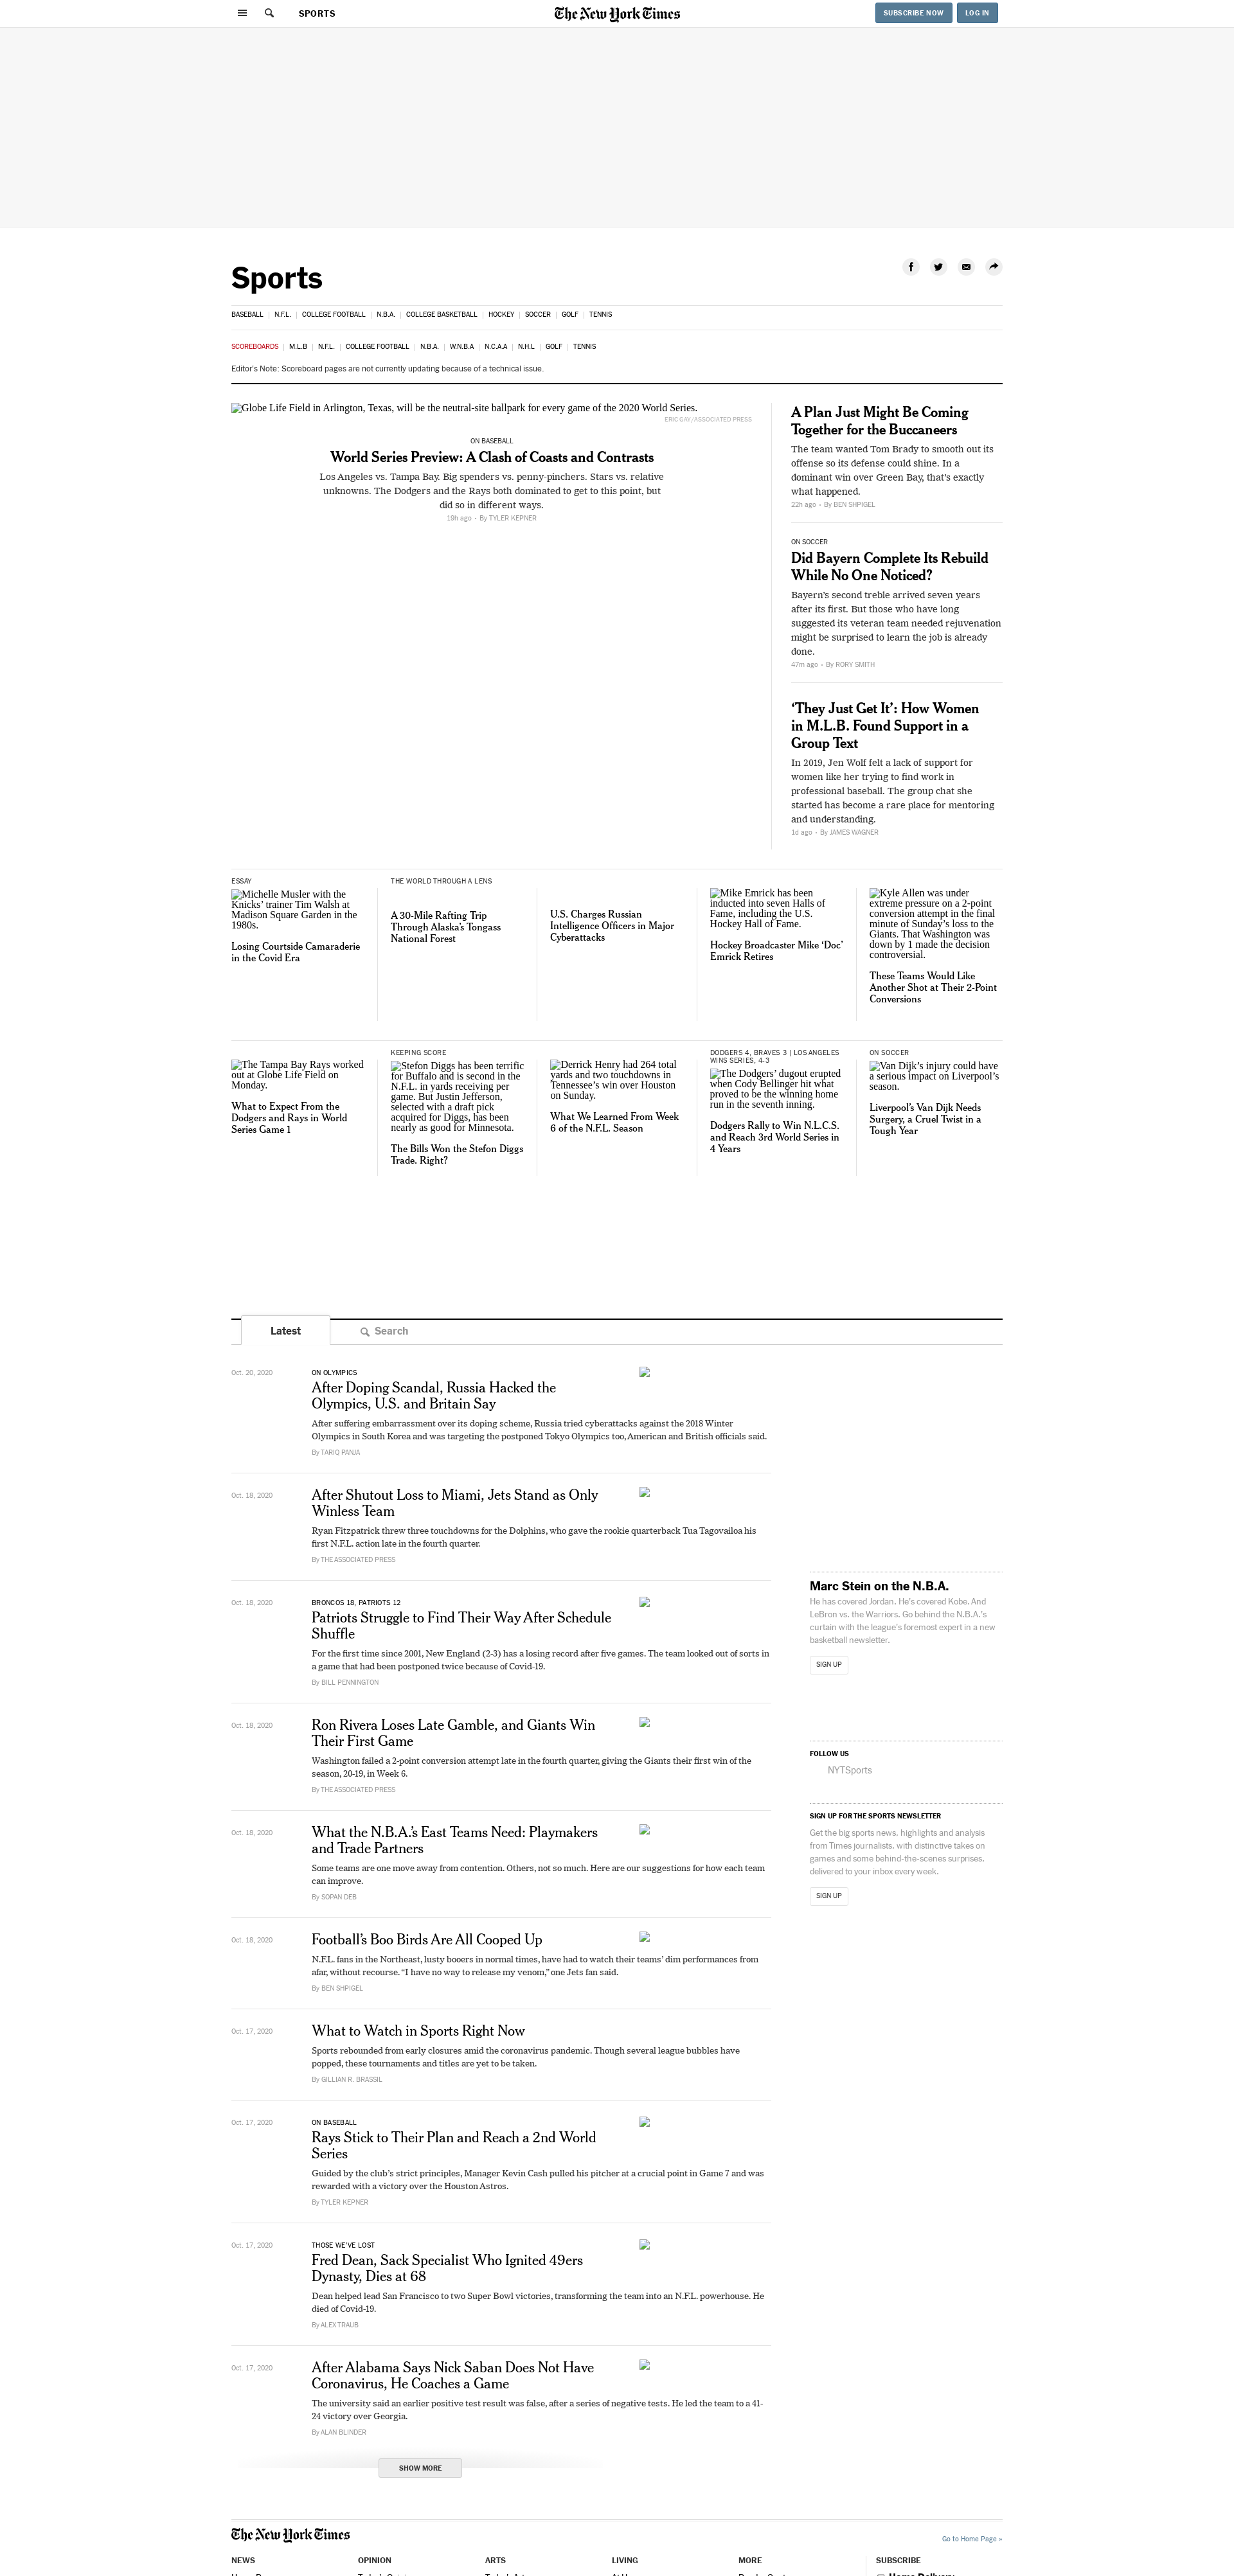 SPORTS
The New York Times
SUBSCRIBE NOW
LOG IN
Sports
BASEBALL | N.F.L. | COLLEGE FOOTBALL | N.B.A. | COLLEGE BASKETBALL | HOCKEY | SOCCER | GOLF | TENNIS
SCOREBOARDS | M.L.B | N.F.L. | COLLEGE FOOTBALL | N.B.A. | W.N.B.A | N.C.A.A | N.H.L | GOLF | TENNIS
Editor's Note: Scoreboard pages are not currently updating because of a technical issue.
Globe Life Field in Arlington, Texas, will be the neutral-site ballpark for every game of the 2020 World Series.
ERIC GAY/ASSOCIATED PRESS
ON BASEBALL
World Series Preview: A Clash of Coasts and Contrasts
Los Angeles vs. Tampa Bay. Big spenders vs. penny-pinchers. Stars vs. relative
unknowns. The Dodgers and the Rays both dominated to get to this point, but
did so in different ways.
19h ago • By TYLER KEPNER
A Plan Just Might Be Coming
Together for the Buccaneers
The team wanted Tom Brady to smooth out its
offense so its defense could shine. In a
dominant win over Green Bay, that's exactly
what happened.
22h ago • By BEN SHPIGEL
ON SOCCER
Did Bayern Complete Its Rebuild
While No One Noticed?
Bayern's second treble arrived seven years
after its first. But those who have long
suggested its veteran team needed rejuvenation
might be surprised to learn the job is already
done.
47m ago • By RORY SMITH
‘They Just Get It’: How Women
in M.L.B. Found Support in a
Group Text
In 2019, Jen Wolf felt a lack of support for
women like her trying to find work in
professional baseball. The group chat she
started has become a rare place for mentoring
and understanding.
1d ago • By JAMES WAGNER
ESSAY
Michelle Musler with the
Knicks’ trainer Tim Walsh at
Madison Square Garden in the
1980s.
Losing Courtside Camaraderie
in the Covid Era
THE WORLD THROUGH A LENS
A 30-Mile Rafting Trip
Through Alaska’s Tongass
National Forest
U.S. Charges Russian
Intelligence Officers in Major
Cyberattacks
Mike Emrick has been
inducted into seven Halls of
Fame, including the U.S.
Hockey Hall of Fame.
Hockey Broadcaster Mike ‘Doc’
Emrick Retires
Kyle Allen was under
extreme pressure on a 2-point
conversion attempt in the final
minute of Sunday’s loss to the
Giants. That Washington was
down by 1 made the decision
controversial.
These Teams Would Like
Another Shot at Their 2-Point
Conversions
The Tampa Bay Rays worked
out at Globe Life Field on
Monday.
What to Expect From the
Dodgers and Rays in World
Series Game 1
KEEPING SCORE
Stefon Diggs has been terrific
for Buffalo and is second in the
N.F.L. in yards receiving per
game. But Justin Jefferson,
selected with a draft pick
acquired for Diggs, has been
nearly as good for Minnesota.
The Bills Won the Stefon Diggs
Trade. Right?
Derrick Henry had 264 total
yards and two touchdowns in
Tennessee’s win over Houston
on Sunday.
What We Learned From Week
6 of the N.F.L. Season
DODGERS 4, BRAVES 3 | LOS ANGELES
WINS SERIES, 4-3
The Dodgers’ dugout erupted
when Cody Bellinger hit what
proved to be the winning home
run in the seventh inning.
Dodgers Rally to Win N.L.C.S.
and Reach 3rd World Series in
4 Years
ON SOCCER
Van Dijk’s injury could have
a serious impact on Liverpool’s
season.
Liverpool’s Van Dijk Needs
Surgery, a Cruel Twist in a
Tough Year
Latest
Search
Oct. 20, 2020
ON OLYMPICS
After Doping Scandal, Russia Hacked the
Olympics, U.S. and Britain Say
After suffering embarrassment over its doping scheme, Russia tried cyberattacks against the 2018 Winter
Olympics in South Korea and was targeting the postponed Tokyo Olympics too, American and British officials said.
By TARIQ PANJA
Oct. 18, 2020
After Shutout Loss to Miami, Jets Stand as Only
Winless Team
Ryan Fitzpatrick threw three touchdowns for the Dolphins, who gave the rookie quarterback Tua Tagovailoa his
first N.F.L. action late in the fourth quarter.
By THE ASSOCIATED PRESS
Oct. 18, 2020
BRONCOS 18, PATRIOTS 12
Patriots Struggle to Find Their Way After Schedule
Shuffle
For the first time since 2001, New England (2-3) has a losing record after five games. The team looked out of sorts in
a game that had been postponed twice because of Covid-19.
By BILL PENNINGTON
Oct. 18, 2020
Ron Rivera Loses Late Gamble, and Giants Win
Their First Game
Washington failed a 2-point conversion attempt late in the fourth quarter, giving the Giants their first win of the
season, 20-19, in Week 6.
By THE ASSOCIATED PRESS
Oct. 18, 2020
What the N.B.A.’s East Teams Need: Playmakers
and Trade Partners
Some teams are one move away from contention. Others, not so much. Here are our suggestions for how each team
can improve.
By SOPAN DEB
Oct. 18, 2020
Football’s Boo Birds Are All Cooped Up
N.F.L. fans in the Northeast, lusty booers in normal times, have had to watch their teams’ dim performances from
afar, without recourse. “I have no way to release my venom,” one Jets fan said.
By BEN SHPIGEL
Oct. 17, 2020
What to Watch in Sports Right Now
Sports rebounded from early closures amid the coronavirus pandemic. Though several league bubbles have
popped, these tournaments and titles are yet to be taken.
By GILLIAN R. BRASSIL
Oct. 17, 2020
ON BASEBALL
Rays Stick to Their Plan and Reach a 2nd World
Series
Guided by the club’s strict principles, Manager Kevin Cash pulled his pitcher at a crucial point in Game 7 and was
rewarded with a victory over the Houston Astros.
By TYLER KEPNER
Oct. 17, 2020
THOSE WE’VE LOST
Fred Dean, Sack Specialist Who Ignited 49ers
Dynasty, Dies at 68
Dean helped lead San Francisco to two Super Bowl victories, transforming the team into an N.F.L. powerhouse. He
died of Covid-19.
By ALEX TRAUB
Oct. 17, 2020
After Alabama Says Nick Saban Does Not Have
Coronavirus, He Coaches a Game
The university said an earlier positive test result was false, after a series of negative tests. He led the team to a 41-
24 victory over Georgia.
By ALAN BLINDER
SHOW MORE
Marc Stein on the N.B.A.
He has covered Jordan. He’s covered Kobe. And
LeBron vs. the Warriors. Go behind the N.B.A.’s
curtain with the league’s foremost expert in a new
basketball newsletter.
SIGN UP
FOLLOW US
NYTSports
SIGN UP FOR THE SPORTS NEWSLETTER
Get the big sports news, highlights and analysis
from Times journalists, with distinctive takes on
games and some behind-the-scenes surprises,
delivered to your inbox every week.
SIGN UP
The New York Times
Go to Home Page »
NEWS
OPINION
ARTS
LIVING
MORE
SUBSCRIBE